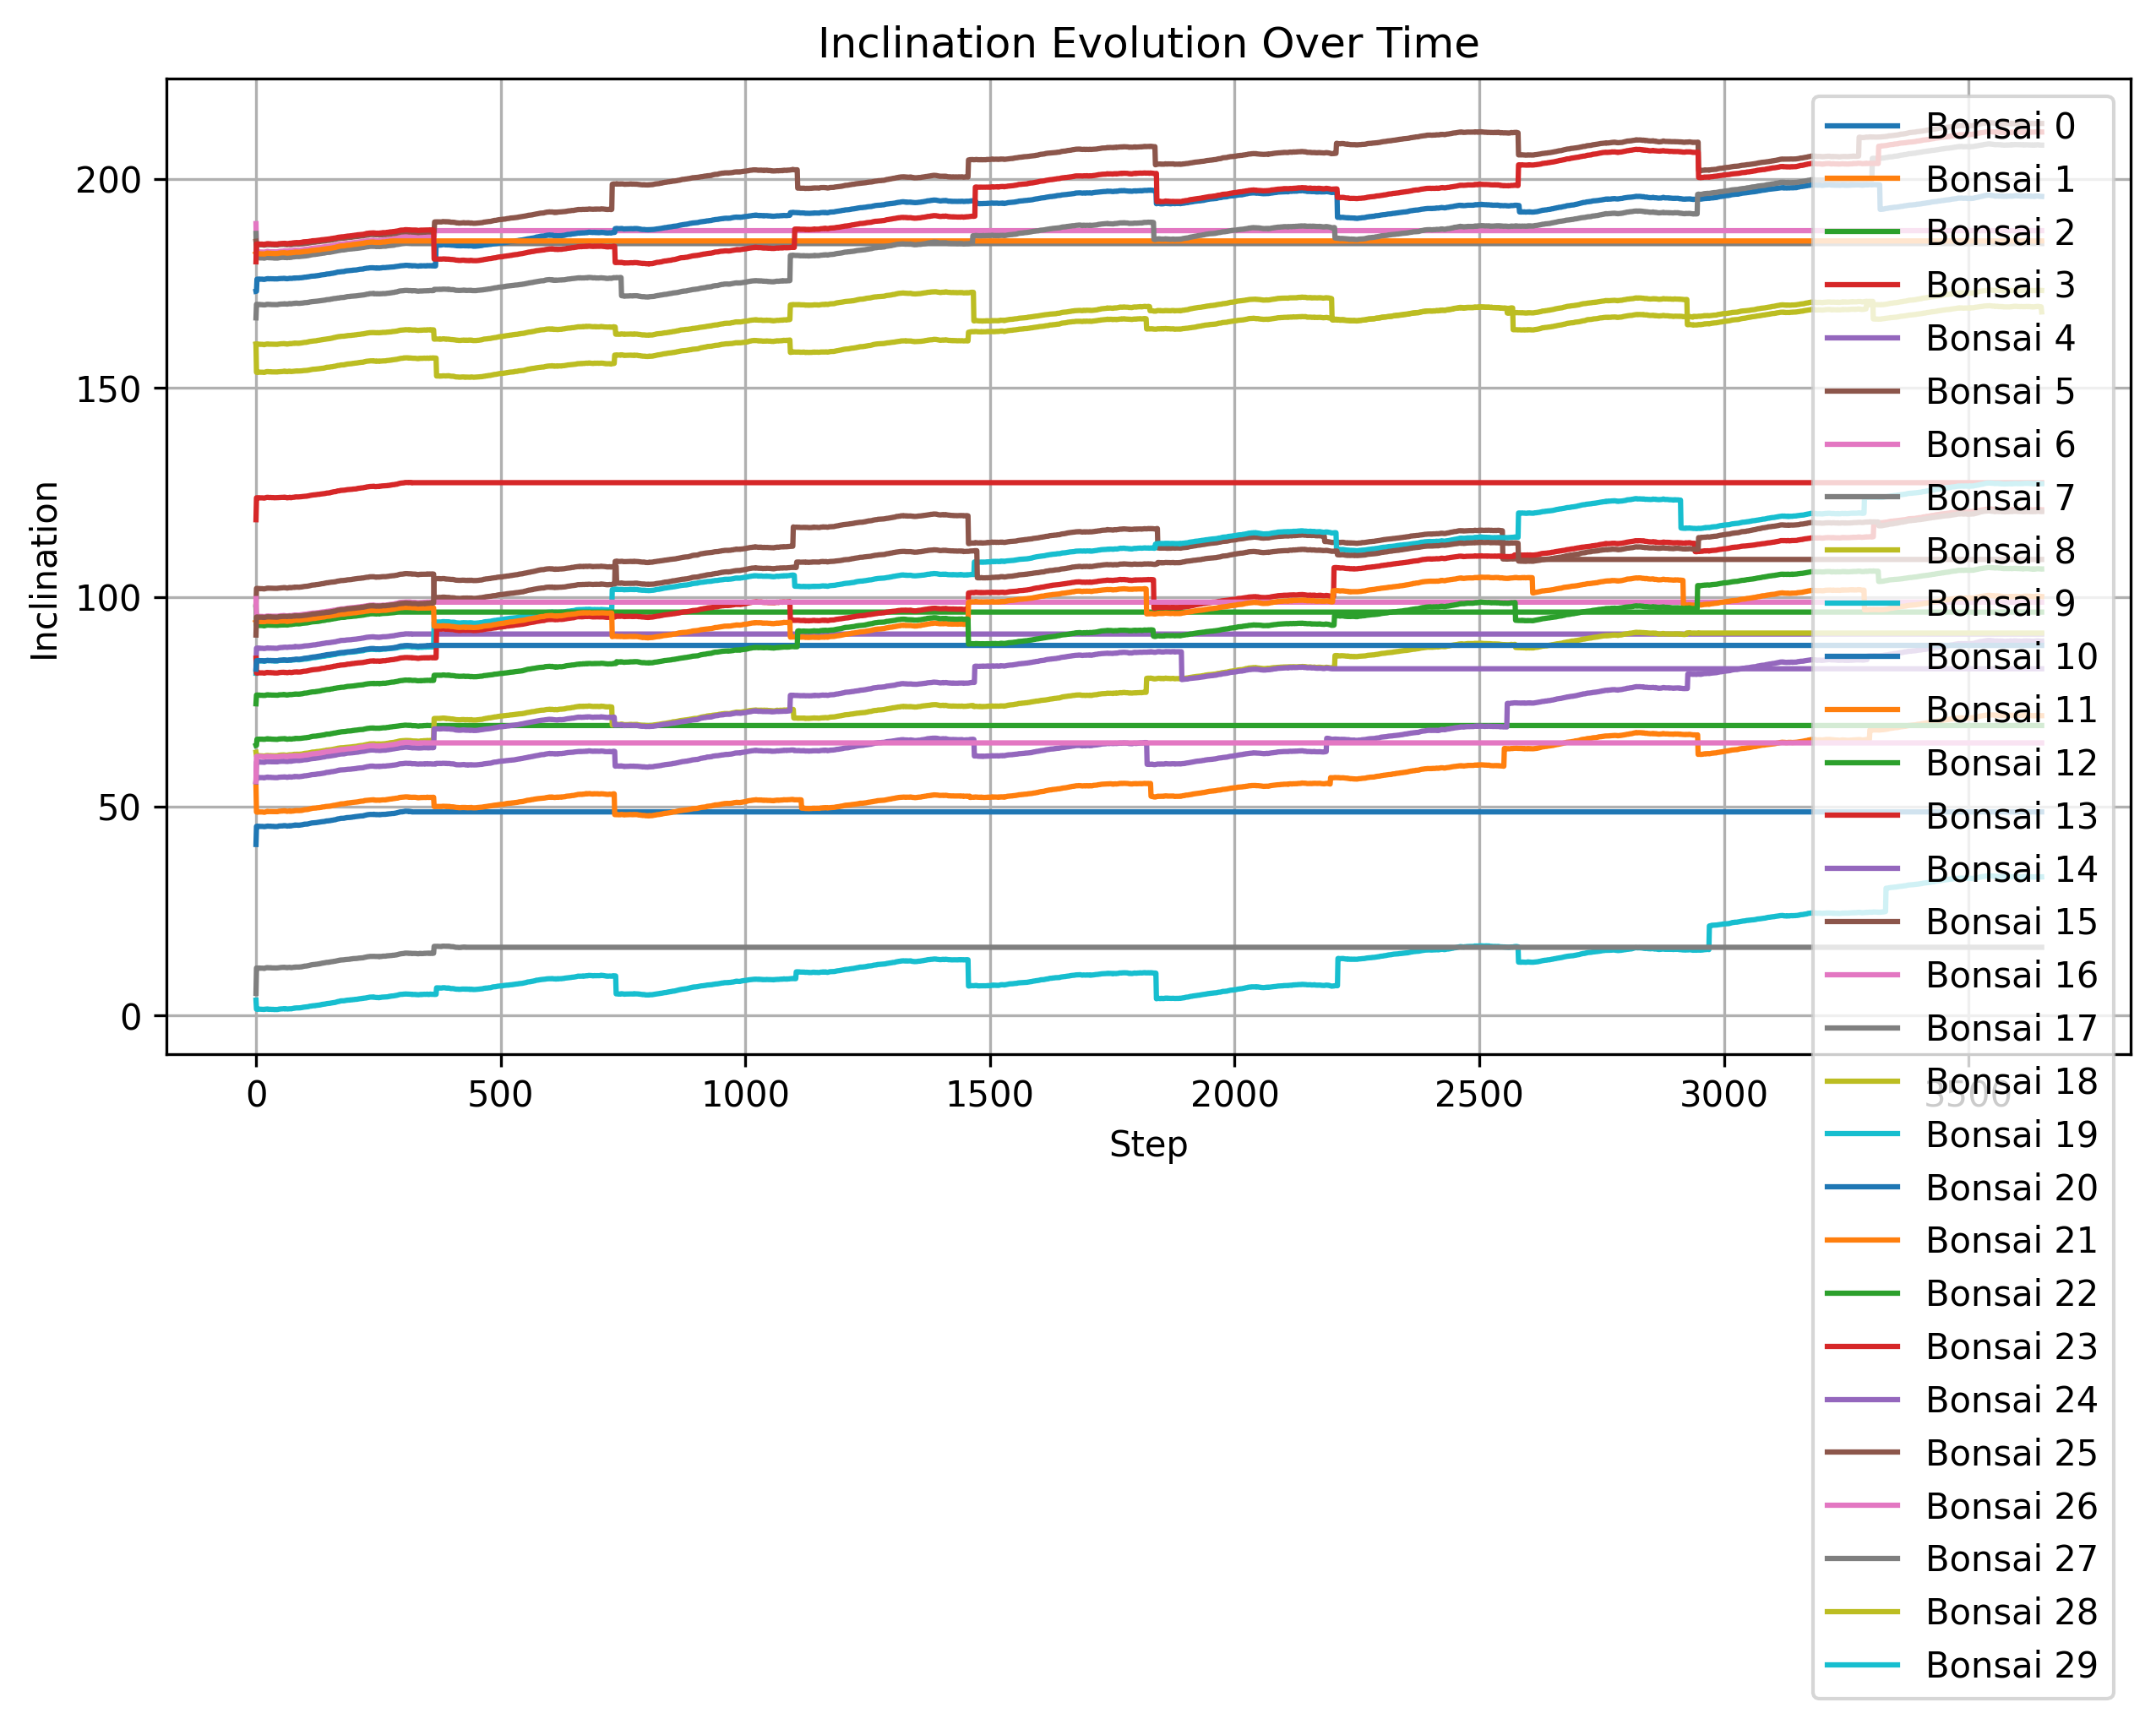 Inclination Evolution Over Time
Inclination
200
150
100
50
0
0 500 1000 1500 2000 2500 3000 3500
Step
Bonsai 0
Bonsai 1
Bonsai 2
Bonsai 3
Bonsai 4
Bonsai 5
Bonsai 6
Bonsai 7
Bonsai 8
Bonsai 9
Bonsai 10
Bonsai 11
Bonsai 12
Bonsai 13
Bonsai 14
Bonsai 15
Bonsai 16
Bonsai 17
Bonsai 18
Bonsai 19
Bonsai 20
Bonsai 21
Bonsai 22
Bonsai 23
Bonsai 24
Bonsai 25
Bonsai 26
Bonsai 27
Bonsai 28
Bonsai 29